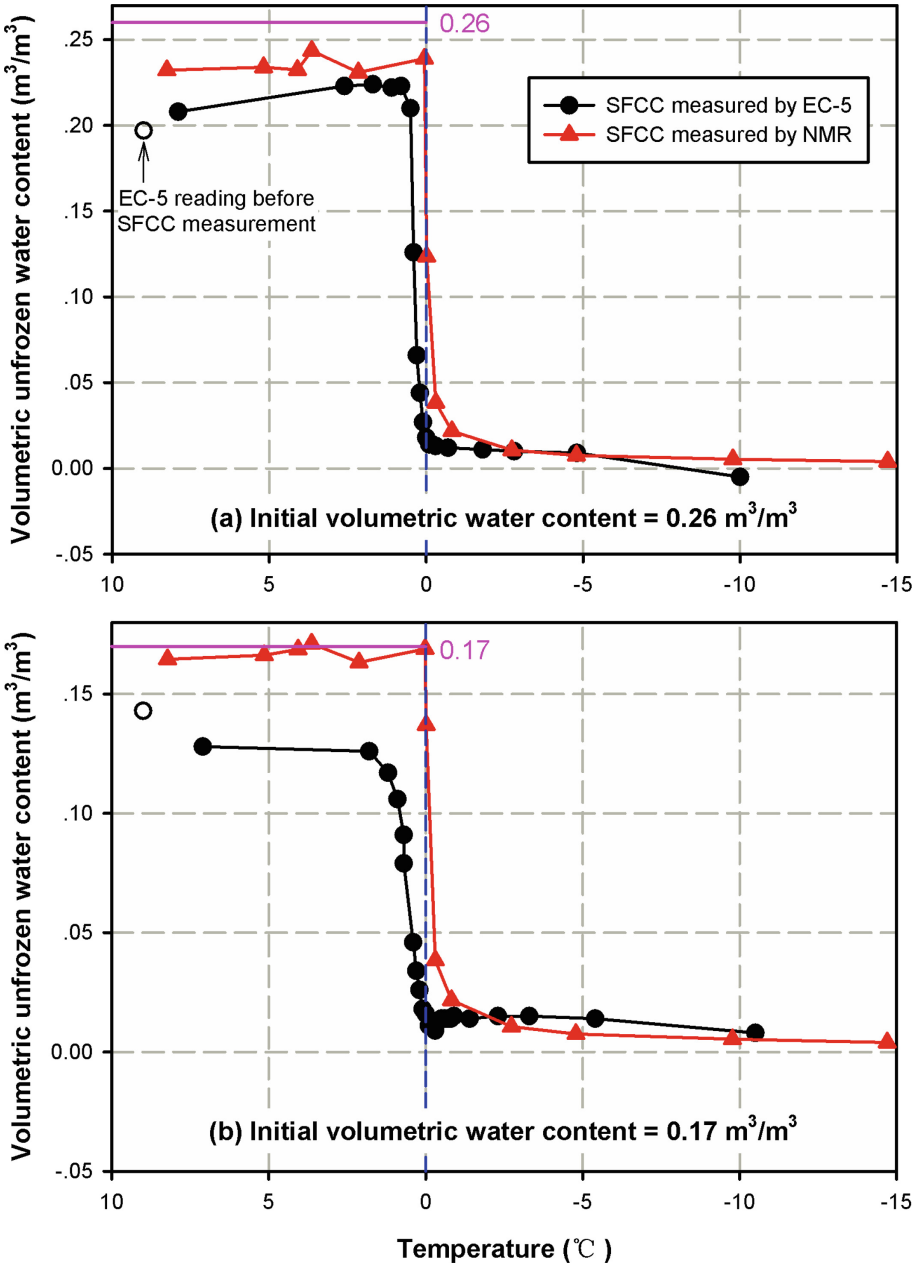 Volumetric unfrozen water content (m³/m³)
.25
.20
.15
.10
.05
0.00
-.05
0.26
SFCC measured by EC-5
SFCC measured by NMR
EC-5 reading before
SFCC measurement
(a) Initial volumetric water content = 0.26 m³/m³
10
5
0
-5
-10
-15
Volumetric unfrozen water content (m³/m³)
.15
.10
.05
0.00
-.05
0.17
(b) Initial volumetric water content = 0.17 m³/m³
10
5
0
-5
-10
-15
Temperature (℃)